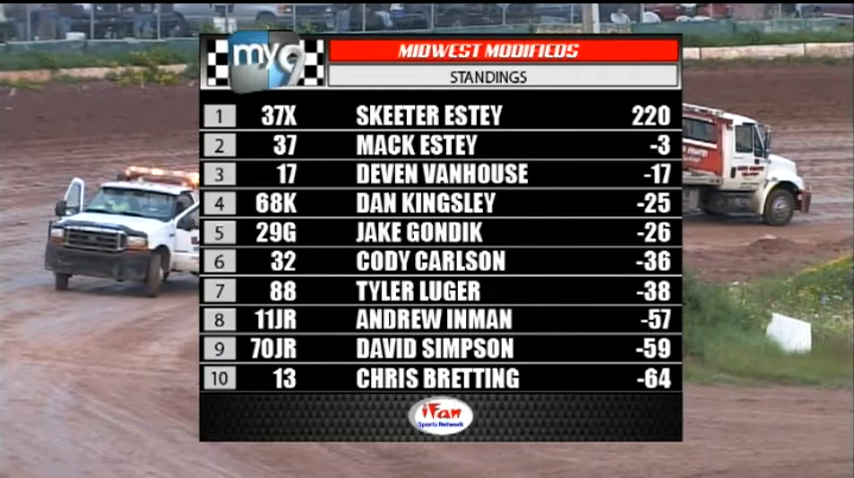 my9
MIDWEST MODIFIEDS
STANDINGS
1 37X SKEETER ESTEY 220
2 37 MACK ESTEY -3
3 17 DEVEN VANHOUSE -17
4 68K DAN KINGSLEY -25
5 29G JAKE GONDIK -26
6 32 CODY CARLSON -36
7 88 TYLER LUGER -38
8 11JR ANDREW INMAN -57
9 70JR DAVID SIMPSON -59
10 13 CHRIS BRETTING -64
iFan
Sports Network